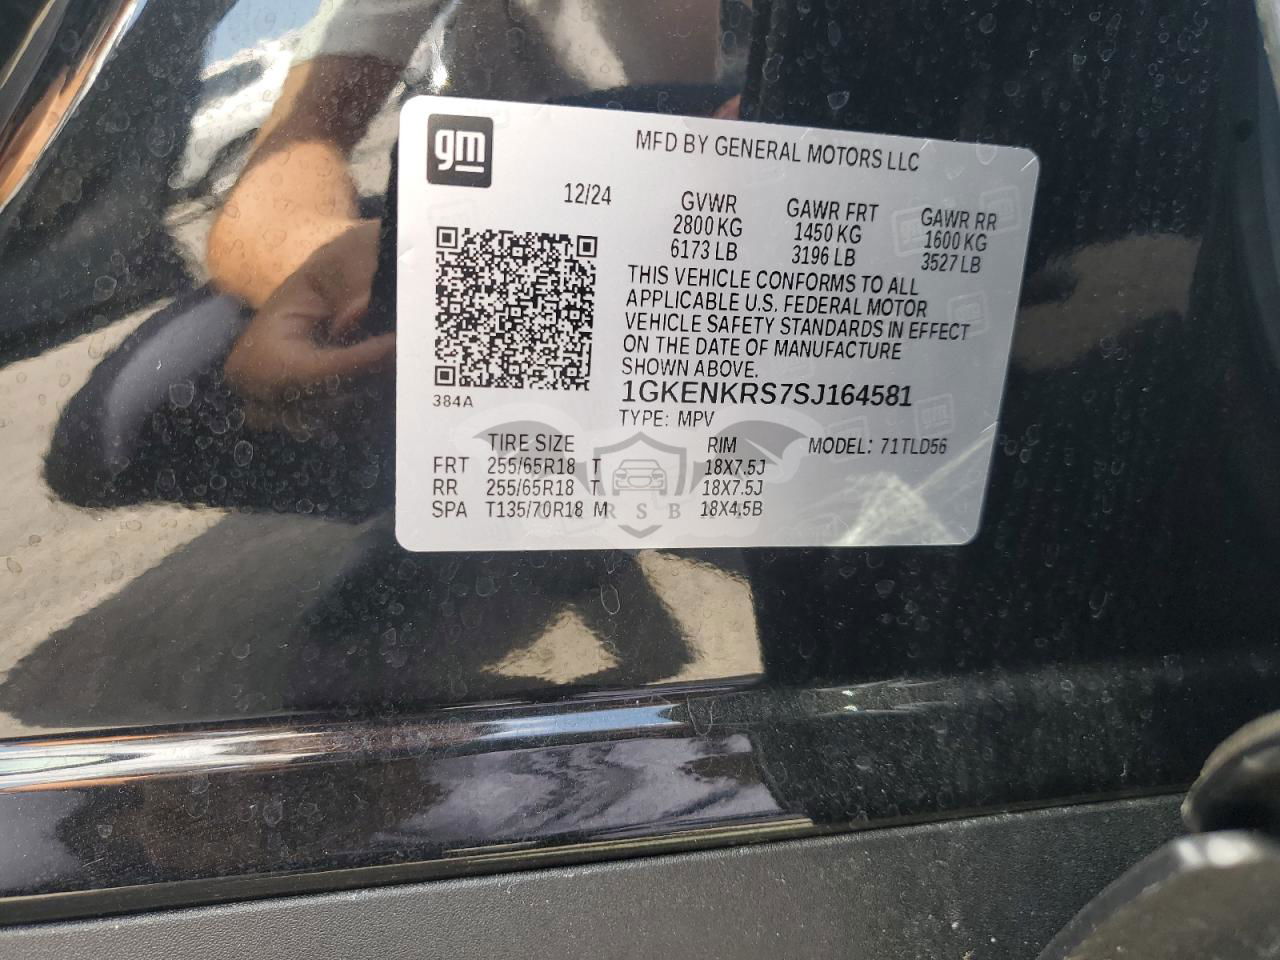 gm
MFD BY GENERAL MOTORS LLC
12/24 GVWR GAWR FRT GAWR RR
2800 KG 1450 KG 1600 KG
6173 LB 3196 LB 3527 LB
THIS VEHICLE CONFORMS TO ALL
APPLICABLE U.S. FEDERAL MOTOR
VEHICLE SAFETY STANDARDS IN EFFECT
ON THE DATE OF MANUFACTURE
SHOWN ABOVE.
384A
1GKENKRS7SJ164581
TYPE: MPV
TIRE SIZE RIM MODEL: 71TLD56
FRT 255/65R18 T 18X7.5J
RR 255/65R18 T 18X7.5J
SPA T135/70R18 M 18X4.5B